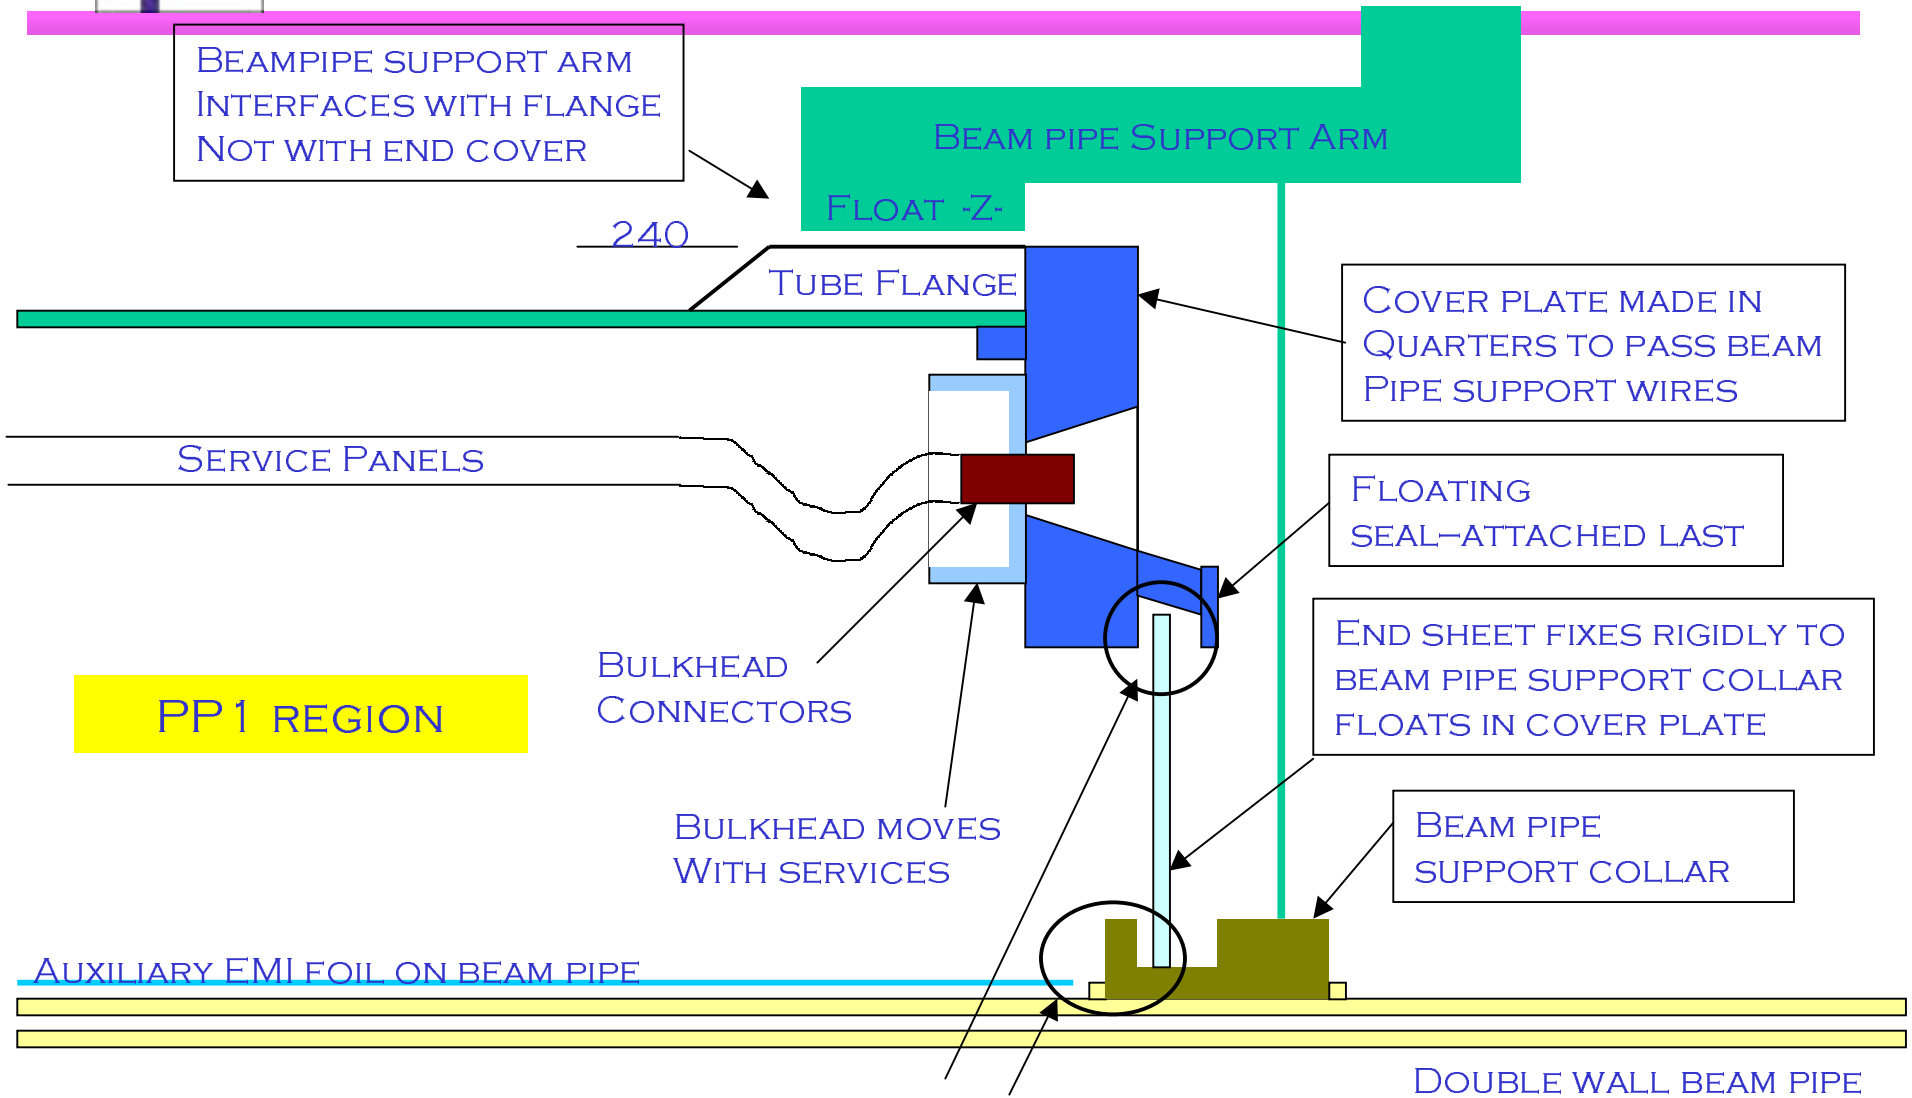 Beampipe support arm
Interfaces with flange
Not with end cover
Beam pipe Support Arm
Float -Z-
240
Tube Flange
Cover plate made in
Quarters to pass beam
Pipe support wires
Service Panels
Floating
seal–attached last
End sheet fixes rigidly to
beam pipe support collar
floats in cover plate
Bulkhead
Connectors
PP1 region
Bulkhead moves
With services
Beam pipe
support collar
Auxiliary EMI foil on beam pipe
Double wall beam pipe